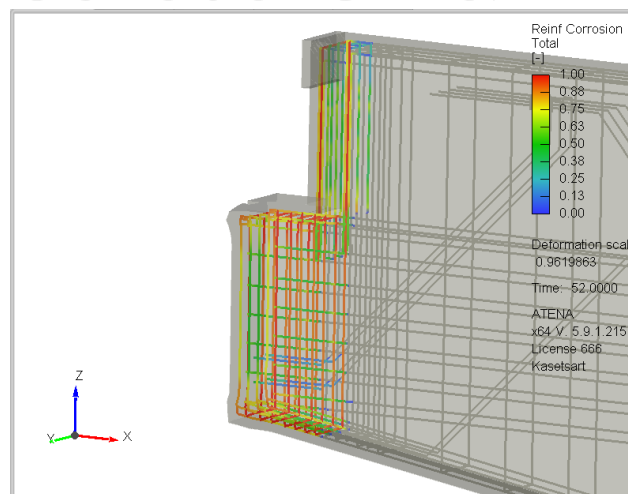 Reinf Corrosion
Total
[-]
1.00
0.88
0.75
0.63
0.50
0.38
0.25
0.13
0.00
Deformation scal
0.9619863
Time: 52.0000
ATENA
x64 V. 5.9.1.215
License 666
Kasetsart
Z
Y
X